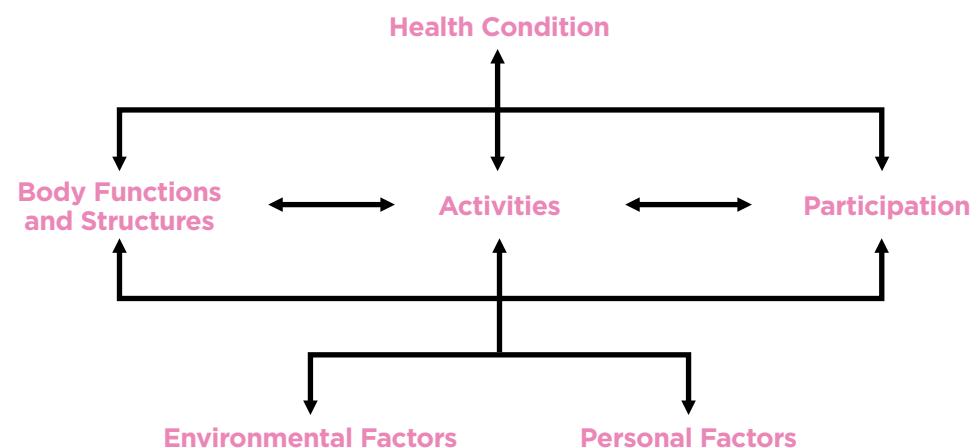 Health Condition
Body Functions
and Structures
Activities
Participation
Environmental Factors
Personal Factors